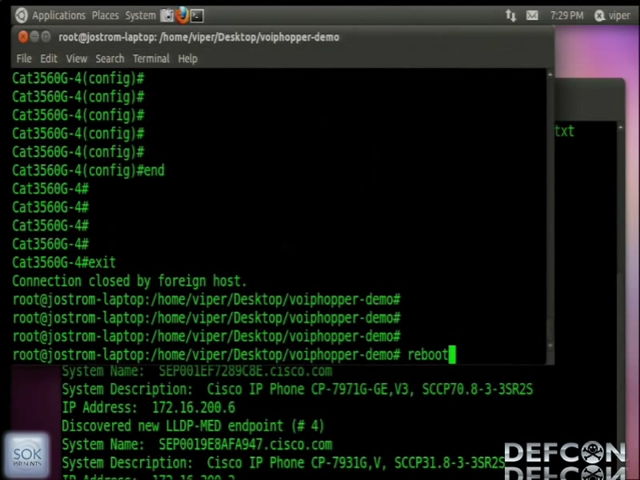 Applications Places System
7:29 PM viper
root@jostrom-laptop: /home/viper/Desktop/voiphopper-demo
File Edit View Search Terminal Help
Cat3560G-4(config)#
Cat3560G-4(config)#
Cat3560G-4(config)#
Cat3560G-4(config)#
Cat3560G-4(config)#
Cat3560G-4(config)#end
Cat3560G-4#
Cat3560G-4#
Cat3560G-4#
Cat3560G-4#
Cat3560G-4#exit
Connection closed by foreign host.
root@jostrom-laptop:/home/viper/Desktop/voiphopper-demo#
root@jostrom-laptop:/home/viper/Desktop/voiphopper-demo#
root@jostrom-laptop:/home/viper/Desktop/voiphopper-demo#
root@jostrom-laptop:/home/viper/Desktop/voiphopper-demo# reboot
txt
System Name: SEP001EF7289C8E.cisco.com
System Description: Cisco IP Phone CP-7971G-GE,V3, SCCP70.8-3-3SR2S
IP Address: 172.16.200.6
Discovered new LLDP-MED endpoint (# 4)
System Name: SEP0019E8AFA947.cisco.com
System Description: Cisco IP Phone CP-7931G,V, SCCP31.8-3-3SR2S
SOK
PRESENTS
DEFCON